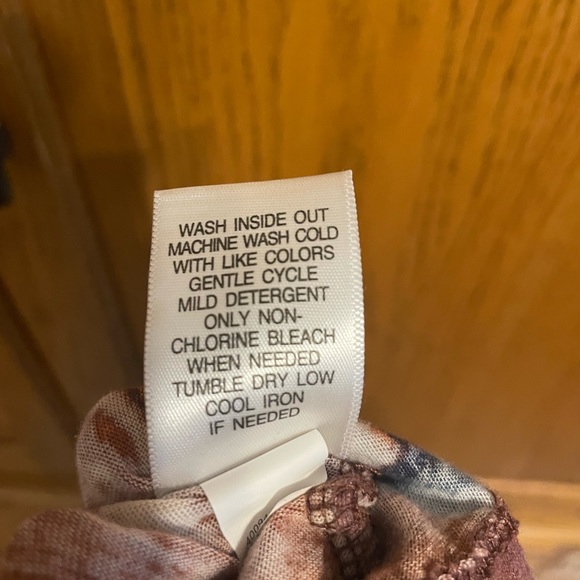 WASH INSIDE OUT
MACHINE WASH COLD
WITH LIKE COLORS
GENTLE CYCLE
MILD DETERGENT
ONLY NON-
CHLORINE BLEACH
WHEN NEEDED
TUMBLE DRY LOW
COOL IRON
IF NEEDED